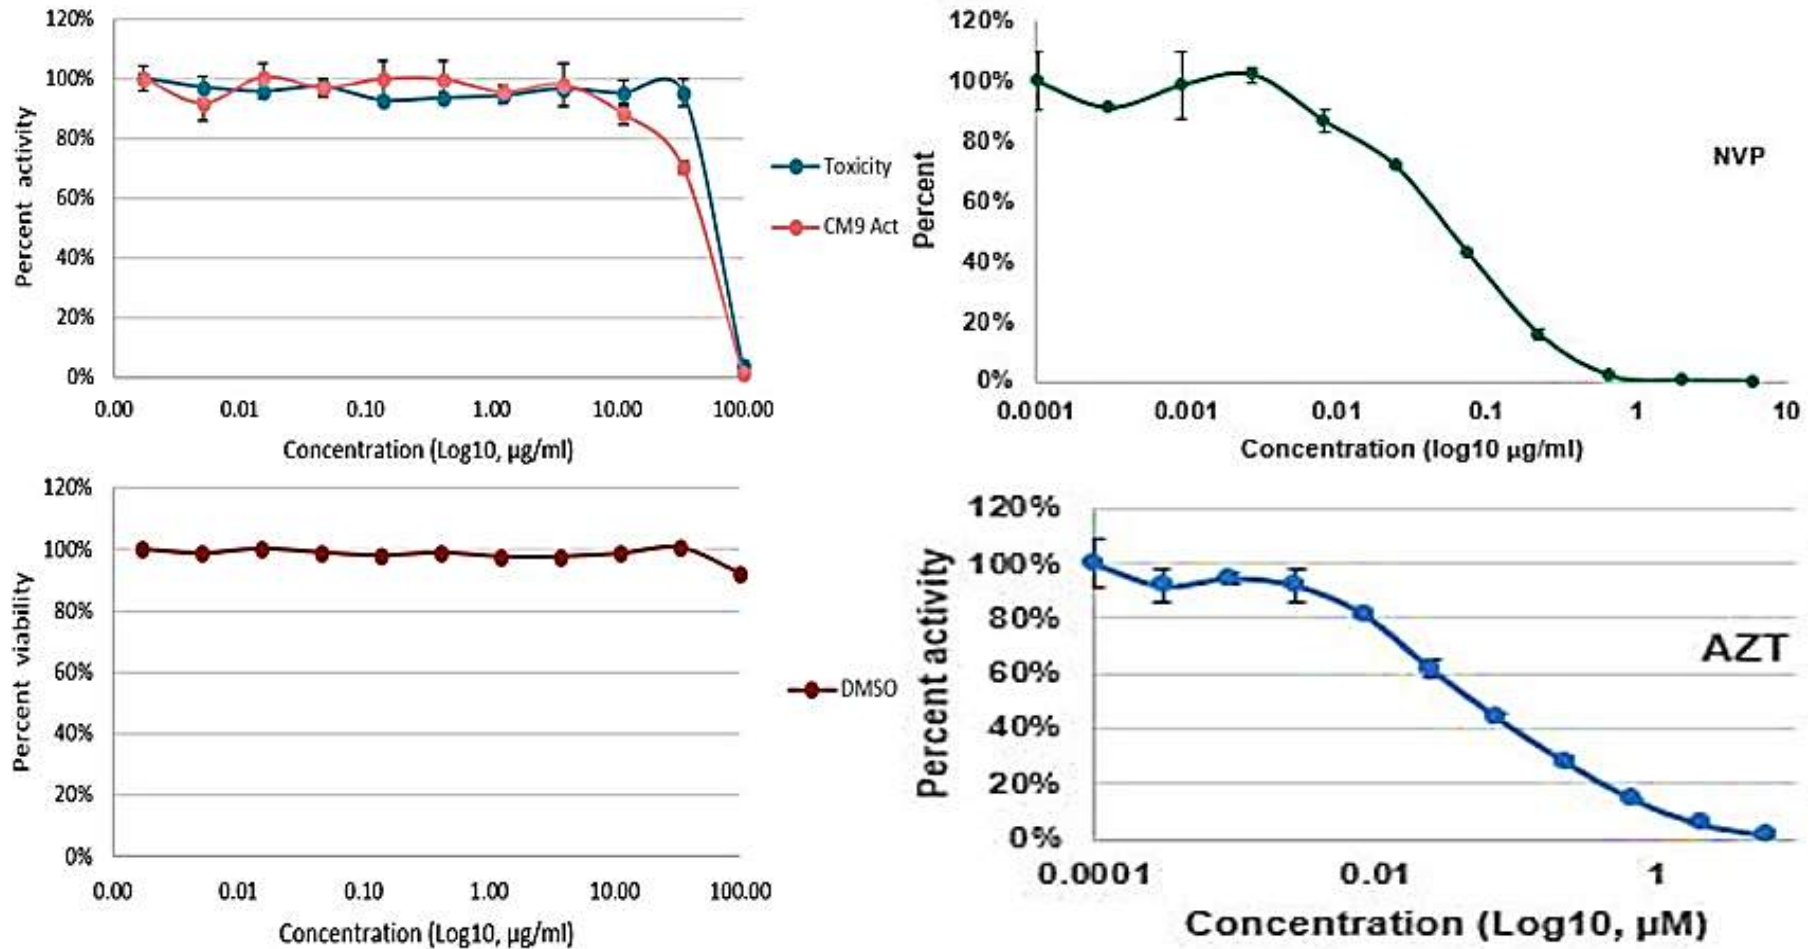 120%
100%
80%
60%
40%
20%
0%
Percent activity
0.00 0.01 0.10 1.00 10.00 100.00
Concentration (Log10, µg/ml)
Toxicity
CM9 Act
120%
100%
80%
60%
40%
20%
0%
Percent
NVP
0.0001 0.001 0.01 0.1 1 10
Concentration (log10 µg/ml)
120%
100%
80%
60%
40%
20%
0%
Percent viability
0.00 0.01 0.10 1.00 10.00 100.00
Concentration (Log10, µg/ml)
DMSO
120%
100%
80%
60%
40%
20%
0%
Percent activity
AZT
0.0001 0.01 1
Concentration (Log10, µM)